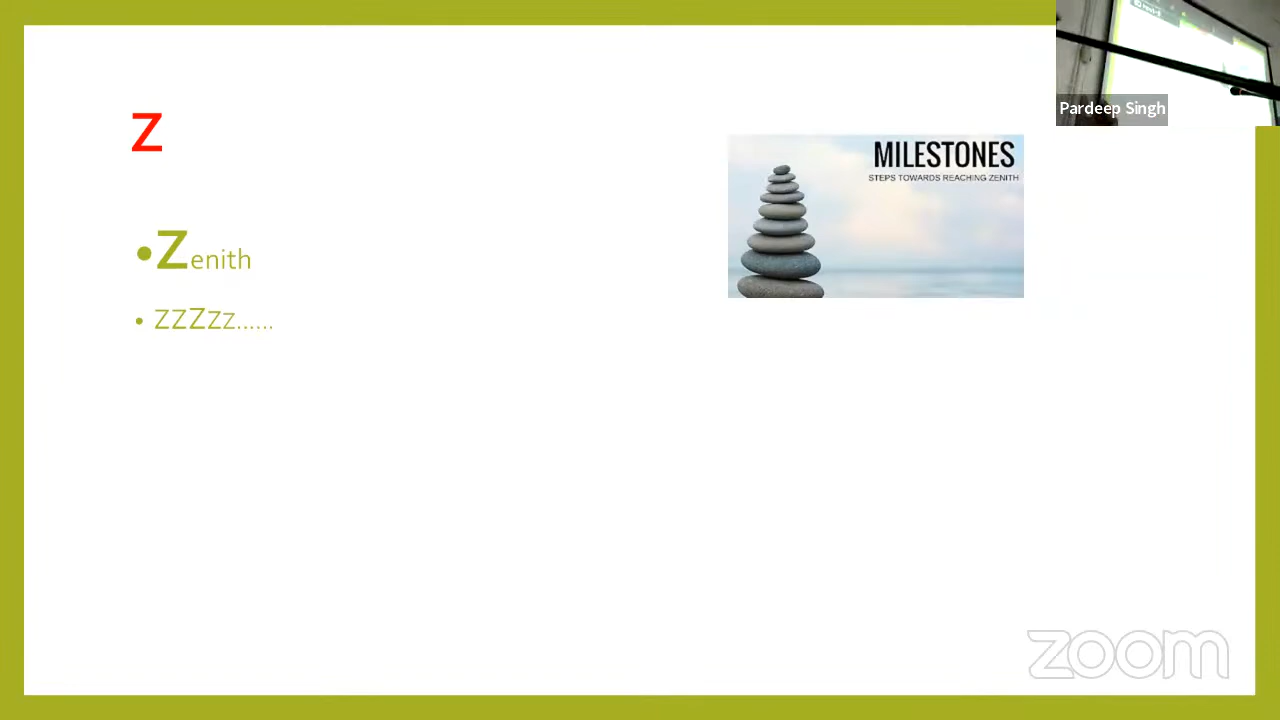 Z
Zenith
ZZZZZ......
MILESTONES
STEPS TOWARDS REACHING ZENITH
Pardeep Singh
zoom